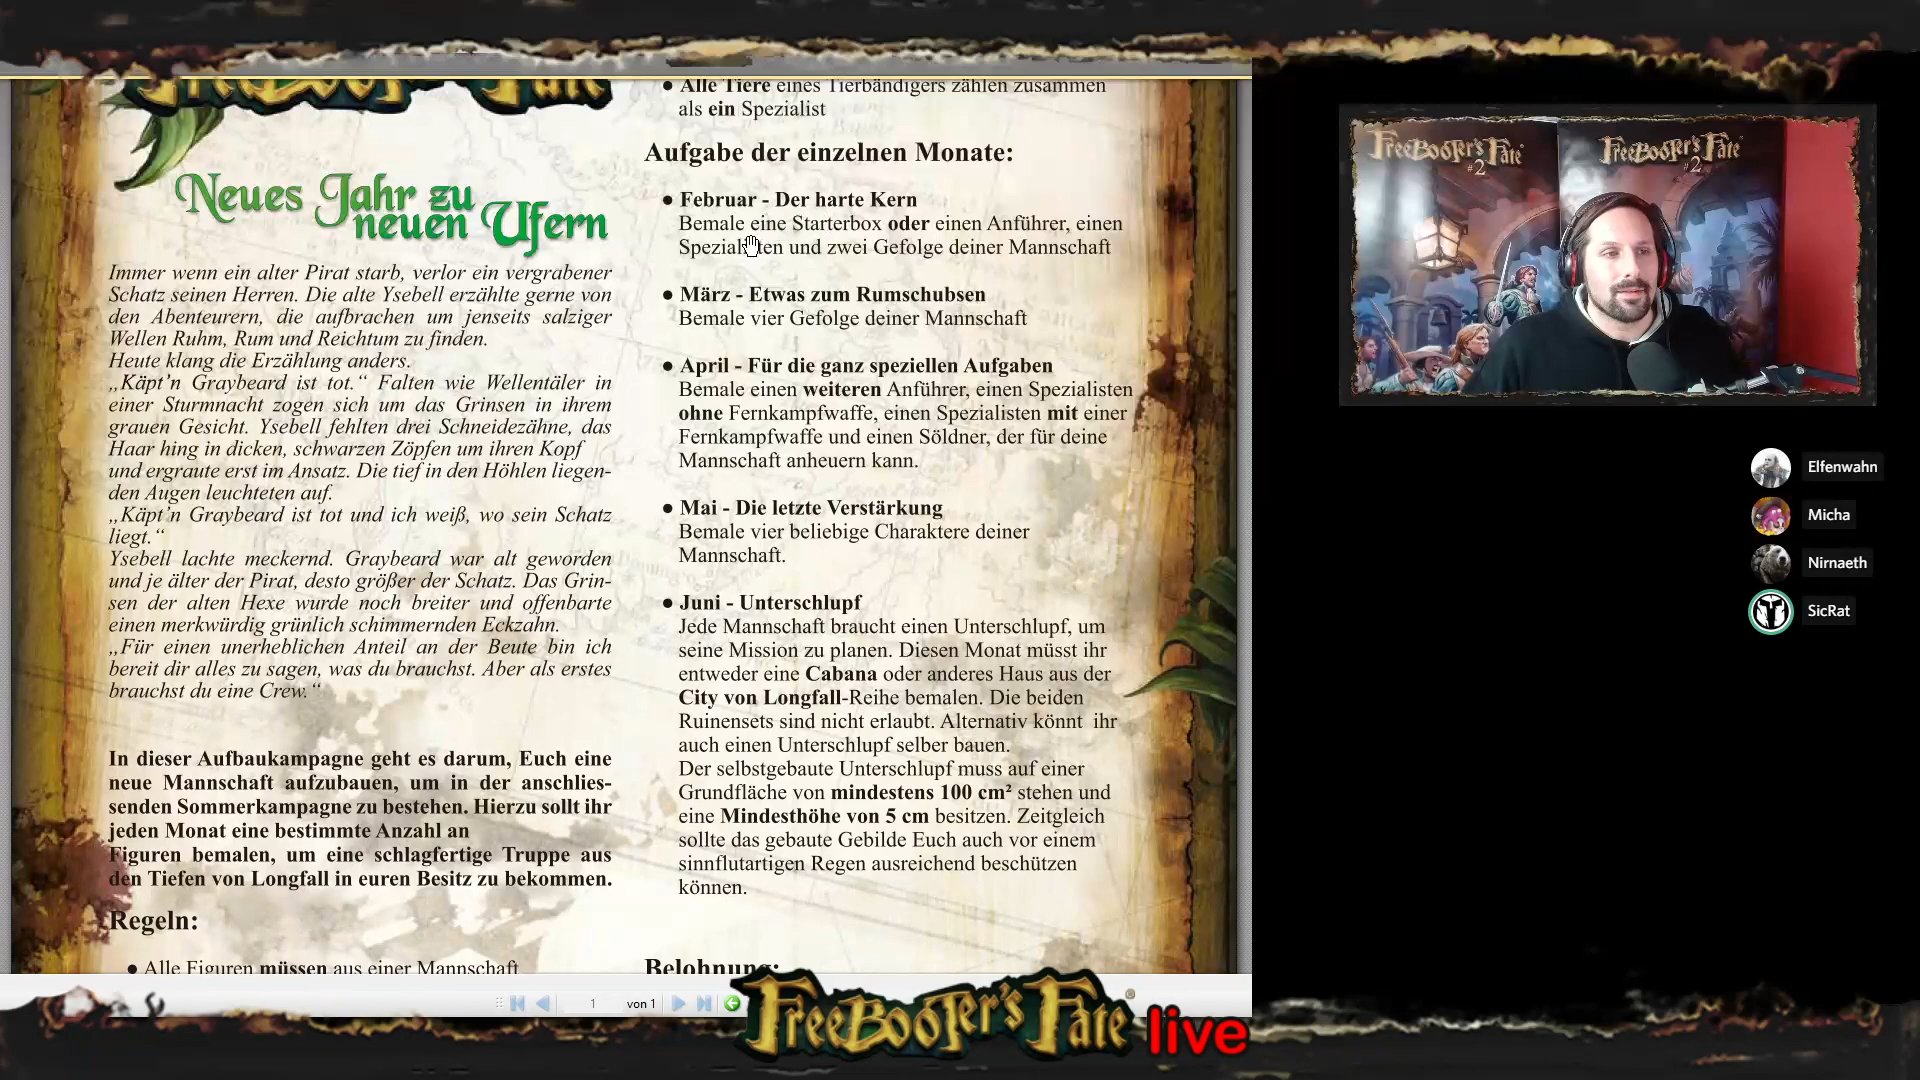 FREEBOOTER'S FATE
Neues Jahr zu
neuen Ufern
Immer wenn ein alter Pirat starb, verlor ein vergrabener
Schatz seinen Herren. Die alte Ysebell erzählte gerne von
den Abenteurern, die aufbrachen um jenseits salziger
Wellen Ruhm, Rum und Reichtum zu finden.
Heute klang die Erzählung anders.
„Käpt’n Graybeard ist tot.“ Falten wie Wellentäler in
einer Sturmnacht zogen sich um das Grinsen in ihrem
grauen Gesicht. Ysebell fehlten drei Schneidezähne, das
Haar hing in dicken, schwarzen Zöpfen um ihren Kopf
und ergraute erst im Ansatz. Die tief in den Höhlen liegen-
den Augen leuchteten auf.
„Käpt’n Graybeard ist tot und ich weiß, wo sein Schatz
liegt.“
Ysebell lachte meckernd. Graybeard war alt geworden
und je älter der Pirat, desto größer der Schatz. Das Grin-
sen der alten Hexe wurde noch breiter und offenbarte
einen merkwürdig grünlich schimmernden Eckzahn.
„Für einen unerheblichen Anteil an der Beute bin ich
bereit dir alles zu sagen, was du brauchst. Aber als erstes
brauchst du eine Crew.“
In dieser Aufbaukampagne geht es darum, Euch eine
neue Mannschaft aufzubauen, um in der anschlies-
senden Sommerkampagne zu bestehen. Hierzu sollt ihr
jeden Monat eine bestimmte Anzahl an
Figuren bemalen, um eine schlagfertige Truppe aus
den Tiefen von Longfall in euren Besitz zu bekommen.
Regeln:
● Alle Figuren müssen aus einer Mannschaft
● Alle Tiere eines Tierbändigers zählen zusammen
als ein Spezialist
Aufgabe der einzelnen Monate:
● Februar - Der harte Kern
Bemale eine Starterbox oder einen Anführer, einen
Spezialisten und zwei Gefolge deiner Mannschaft
● März - Etwas zum Rumschubsen
Bemale vier Gefolge deiner Mannschaft
● April - Für die ganz speziellen Aufgaben
Bemale einen weiteren Anführer, einen Spezialisten
ohne Fernkampfwaffe, einen Spezialisten mit einer
Fernkampfwaffe und einen Söldner, der für deine
Mannschaft anheuern kann.
● Mai - Die letzte Verstärkung
Bemale vier beliebige Charaktere deiner
Mannschaft.
● Juni - Unterschlupf
Jede Mannschaft braucht einen Unterschlupf, um
seine Mission zu planen. Diesen Monat müsst ihr
entweder eine Cabana oder anderes Haus aus der
City von Longfall-Reihe bemalen. Die beiden
Ruinensets sind nicht erlaubt. Alternativ könnt ihr
auch einen Unterschlupf selber bauen.
Der selbstgebaute Unterschlupf muss auf einer
Grundfläche von mindestens 100 cm² stehen und
eine Mindesthöhe von 5 cm besitzen. Zeitgleich
sollte das gebaute Gebilde Euch auch vor einem
sinnflutartigen Regen ausreichend beschützen
können.
Belohnung:
1 von 1
FREEBOOTER'S FATE ® live
FREEBOOTER'S FATE #2
FREEBOOTER'S FATE #2
Elfenwahn
Micha
Nirnaeth
SicRat